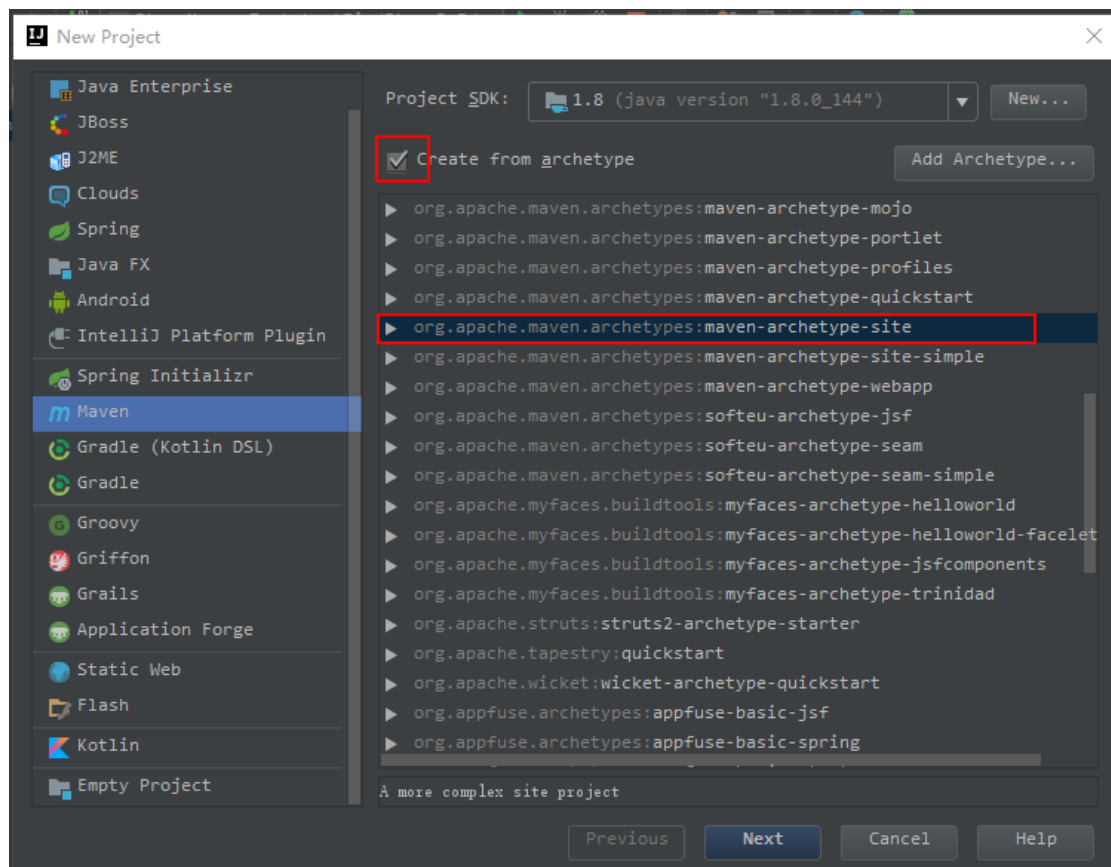 New Project
Java Enterprise
JBoss
J2ME
Clouds
Spring
Java FX
Android
IntelliJ Platform Plugin
Spring Initializr
Maven
Gradle (Kotlin DSL)
Gradle
Groovy
Griffon
Grails
Application Forge
Static Web
Flash
Kotlin
Empty Project
Project SDK: 1.8 (java version "1.8.0_144") New...
Create from archetype Add Archetype...
org.apache.maven.archetypes:maven-archetype-mojo
org.apache.maven.archetypes:maven-archetype-portlet
org.apache.maven.archetypes:maven-archetype-profiles
org.apache.maven.archetypes:maven-archetype-quickstart
org.apache.maven.archetypes:maven-archetype-site
org.apache.maven.archetypes:maven-archetype-site-simple
org.apache.maven.archetypes:maven-archetype-webapp
org.apache.maven.archetypes:softeu-archetype-jsf
org.apache.maven.archetypes:softeu-archetype-seam
org.apache.maven.archetypes:softeu-archetype-seam-simple
org.apache.myfaces.buildtools:myfaces-archetype-helloworld
org.apache.myfaces.buildtools:myfaces-archetype-helloworld-facelet
org.apache.myfaces.buildtools:myfaces-archetype-jsfcomponents
org.apache.myfaces.buildtools:myfaces-archetype-trinidad
org.apache.struts:struts2-archetype-starter
org.apache.tapestry:quickstart
org.apache.wicket:wicket-archetype-quickstart
org.appfuse.archetypes:appfuse-basic-jsf
org.appfuse.archetypes:appfuse-basic-spring
A more complex site project
Previous Next Cancel Help